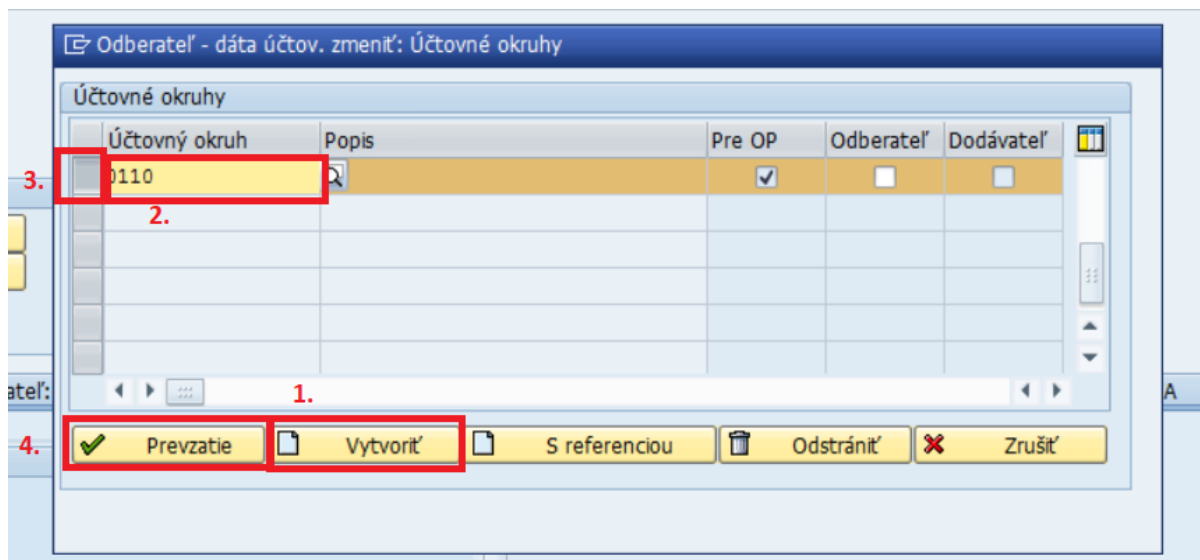 Odberateľ - dáta účtov. zmeniť: Účtovné okruhy
Účtovné okruhy
Účtovný okruh Popis Pre OP Odberateľ Dodávateľ
3. 0110
2.
1.
ateľ: A
4. Prevzatie Vytvoriť S referenciou Odstrániť Zrušiť